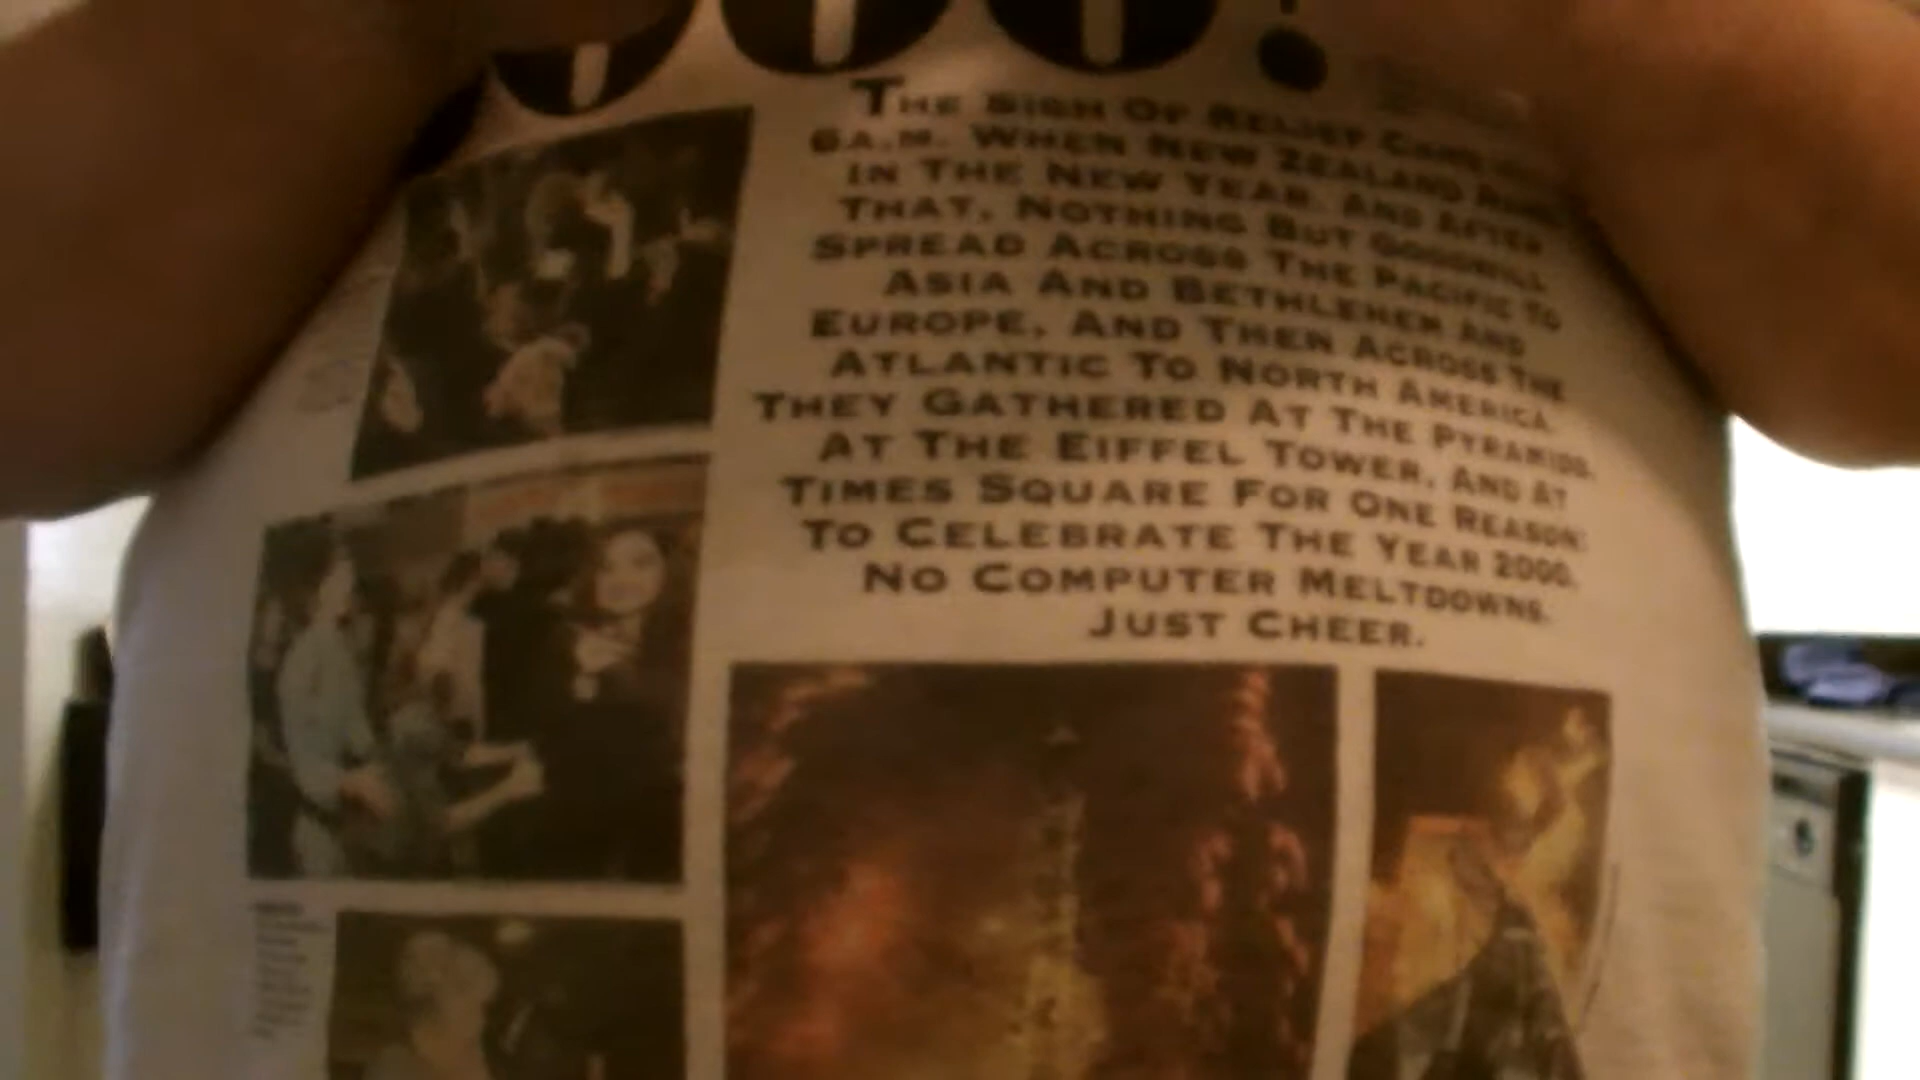 000!
The Sigh Of Relief Came
6 A.M. When New Zealand
In The New Year. And After
That, Nothing But Goodwill
Spread Across The Pacific To
Asia And Bethlehem And
Europe, And Then Across The
Atlantic To North America.
They Gathered At The Pyramids,
At The Eiffel Tower, And At
Times Square For One Reason:
To Celebrate The Year 2000.
No Computer Meltdowns.
Just Cheer.